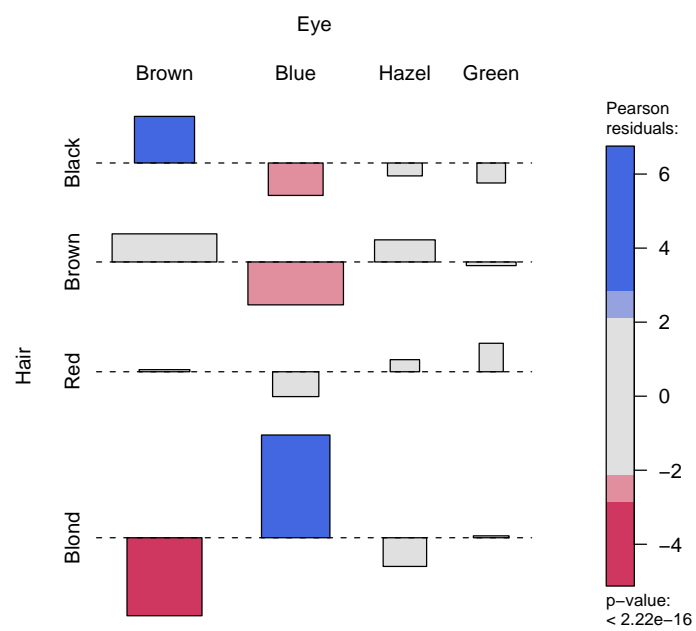 Eye
Brown Blue Hazel Green
Hair
Black
Brown
Red
Blond
Pearson
residuals:
6
4
2
0
−2
−4
p−value:
< 2.22e−16